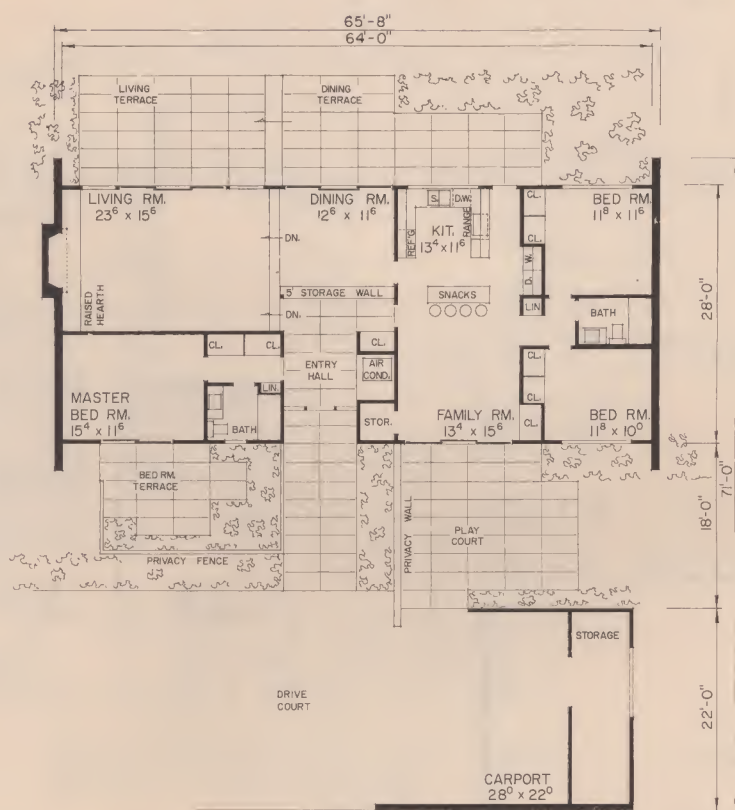 65'-8"
64'-0"
LIVING
TERRACE
DINING
TERRACE
LIVING RM.
23⁶ x 15⁶
DINING RM.
12⁶ x 11⁶
S.
D.W.
REF'G
KIT.
13⁴ x 11⁶
RANGE
CL.
CL.
BED RM.
11⁸ x 11⁶
DN.
W.
D.
RAISED
HEARTH
5' STORAGE WALL
DN.
SNACKS
LIN
BATH
28'-0"
CL.
CL.
CL.
ENTRY
HALL
AIR
COND.
CL.
CL.
MASTER
BED RM.
15⁴ x 11⁶
LIN.
BATH
STOR.
FAMILY RM.
13⁴ x 15⁶
CL.
BED RM.
11⁸ x 10⁰
BED RM.
TERRACE
PRIVACY FENCE
PRIVACY WALL
PLAY
COURT
18'-0"
71'-0"
STORAGE
DRIVE
COURT
22'-0"
CARPORT
28⁰ x 22⁰